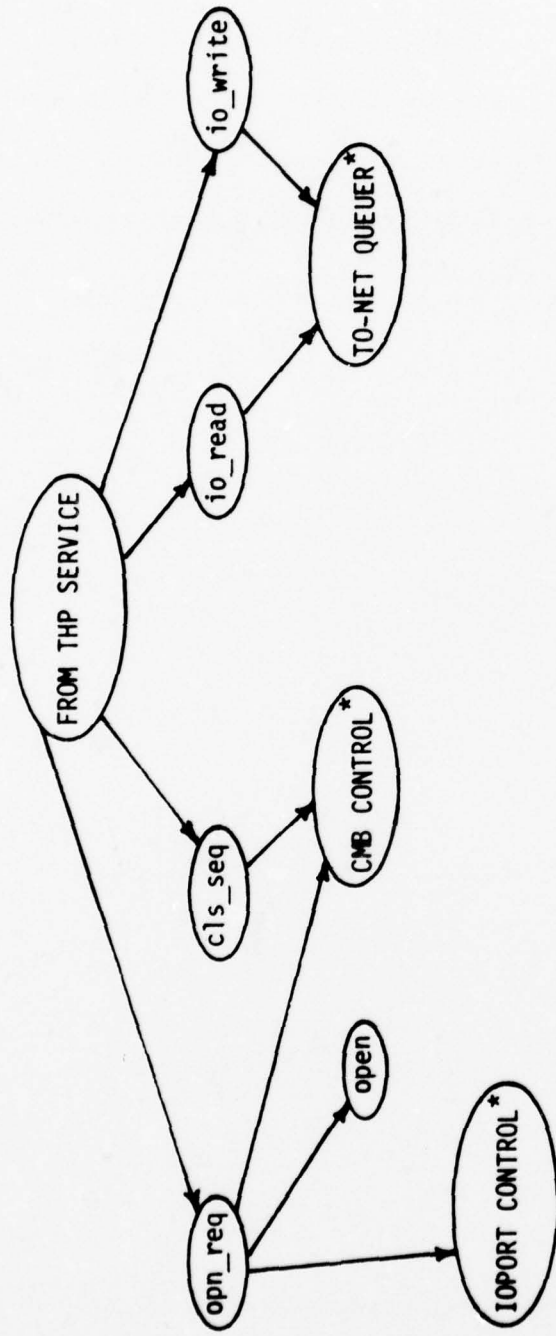 FROM THP SERVICE
opn_req
cls_seq
io_read
io_write
open
CMB CONTROL*
TO-NET QUEUER*
IOPORT CONTROL*